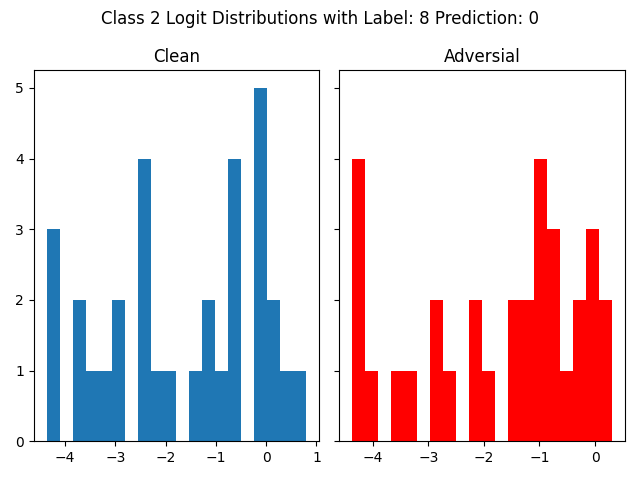 Class 2 Logit Distributions with Label: 8 Prediction: 0
Clean
Adversial
5
4
3
2
1
0
−4 −3 −2 −1 0 1
−4 −3 −2 −1 0